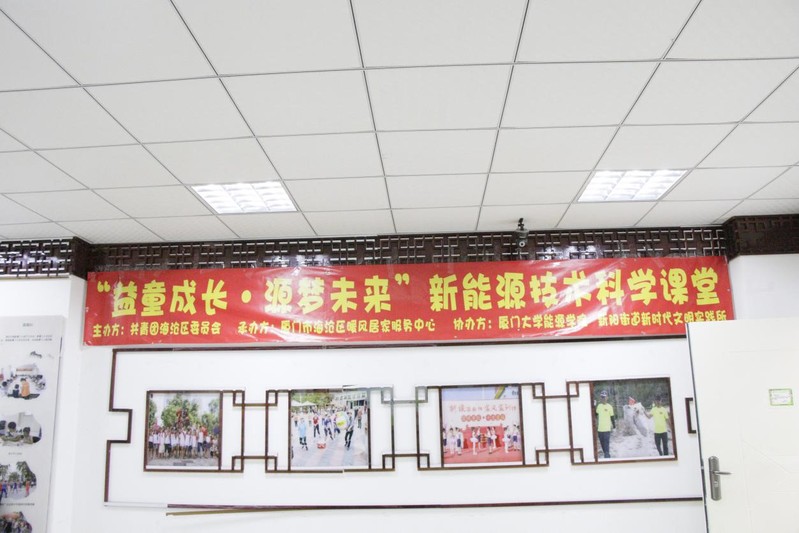 “益童成长·源梦未来”新能源技术科学课堂
主办方：共青团海沧区委员会 承办方：厦门市海沧区暖风居家服务中心 协办方：厦门大学能源学院 新阳街道新时代文明实践所